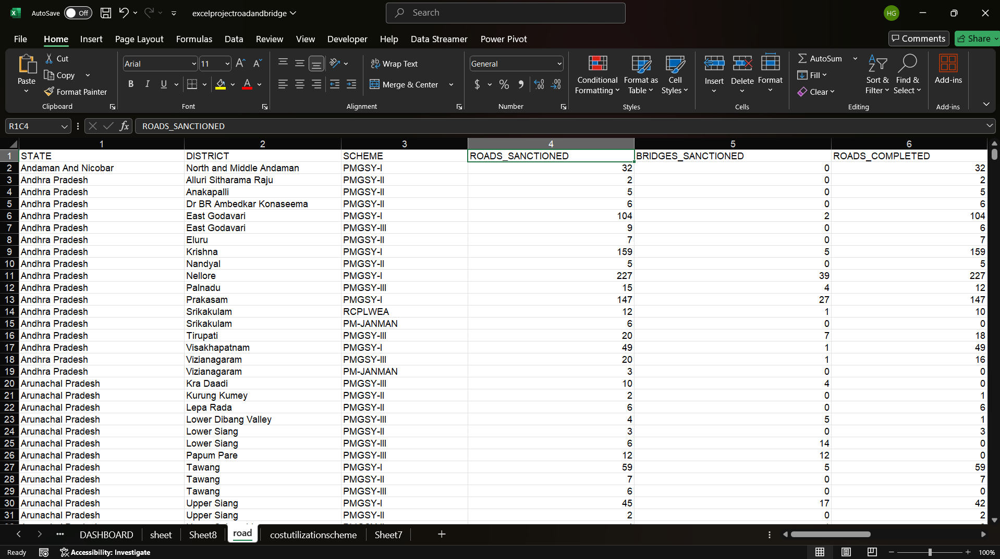 AutoSave Off excelprojectroadandbridge Search HG
File Home Insert Page Layout Formulas Data Review View Developer Help Data Streamer Power Pivot Comments Share
Paste Cut Copy Format Painter Clipboard
Arial 11 B I U A Font
Wrap Text Merge & Center Alignment
General $ % Number
Conditional Formatting Format as Table Cell Styles Styles
Insert Delete Format Cells
AutoSum Fill Clear Sort & Filter Find & Select Editing
Add-ins Add-ins
R1C4 fx ROADS_SANCTIONED
1 2 3 4 5 6
1 STATE DISTRICT SCHEME ROADS_SANCTIONED BRIDGES_SANCTIONED ROADS_COMPLETED
2 Andaman And Nicobar North and Middle Andaman PMGSY-I 32 0 32
3 Andhra Pradesh Alluri Sitharama Raju PMGSY-II 2 0 2
4 Andhra Pradesh Anakapalli PMGSY-II 5 0 5
5 Andhra Pradesh Dr BR Ambedkar Konaseema PMGSY-II 6 0 6
6 Andhra Pradesh East Godavari PMGSY-I 104 2 104
7 Andhra Pradesh East Godavari PMGSY-III 9 0 6
8 Andhra Pradesh Eluru PMGSY-II 7 0 7
9 Andhra Pradesh Krishna PMGSY-I 159 5 159
10 Andhra Pradesh Nandyal PMGSY-II 5 0 5
11 Andhra Pradesh Nellore PMGSY-I 227 39 227
12 Andhra Pradesh Palnadu PMGSY-III 15 4 12
13 Andhra Pradesh Prakasam PMGSY-I 147 27 147
14 Andhra Pradesh Srikakulam RCPLWEA 12 1 10
15 Andhra Pradesh Srikakulam PM-JANMAN 6 0 0
16 Andhra Pradesh Tirupati PMGSY-III 20 7 18
17 Andhra Pradesh Visakhapatnam PMGSY-I 49 1 49
18 Andhra Pradesh Vizianagaram PMGSY-III 20 1 16
19 Andhra Pradesh Vizianagaram PM-JANMAN 3 0 0
20 Arunachal Pradesh Kra Daadi PMGSY-III 10 4 0
21 Arunachal Pradesh Kurung Kumey PMGSY-II 2 0 1
22 Arunachal Pradesh Lepa Rada PMGSY-II 6 0 6
23 Arunachal Pradesh Lower Dibang Valley PMGSY-III 4 5 1
24 Arunachal Pradesh Lower Siang PMGSY-II 3 0 3
25 Arunachal Pradesh Lower Siang PMGSY-III 6 14 0
26 Arunachal Pradesh Papum Pare PMGSY-III 12 12 0
27 Arunachal Pradesh Tawang PMGSY-I 59 5 59
28 Arunachal Pradesh Tawang PMGSY-II 7 0 7
29 Arunachal Pradesh Tawang PMGSY-III 6 0 0
30 Arunachal Pradesh Upper Siang PMGSY-I 45 17 42
31 Arunachal Pradesh Upper Siang PMGSY-II 2 0 2
DASHBOARD sheet Sheet8 road costutilizationscheme Sheet7
Ready Accessibility: Investigate 100%